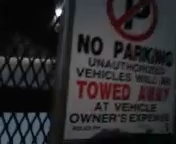 P
NO PARKING
UNAUTHORIZED
VEHICLES WILL BE
TOWED AWAY
AT VEHICLE
OWNER'S EXPENSE